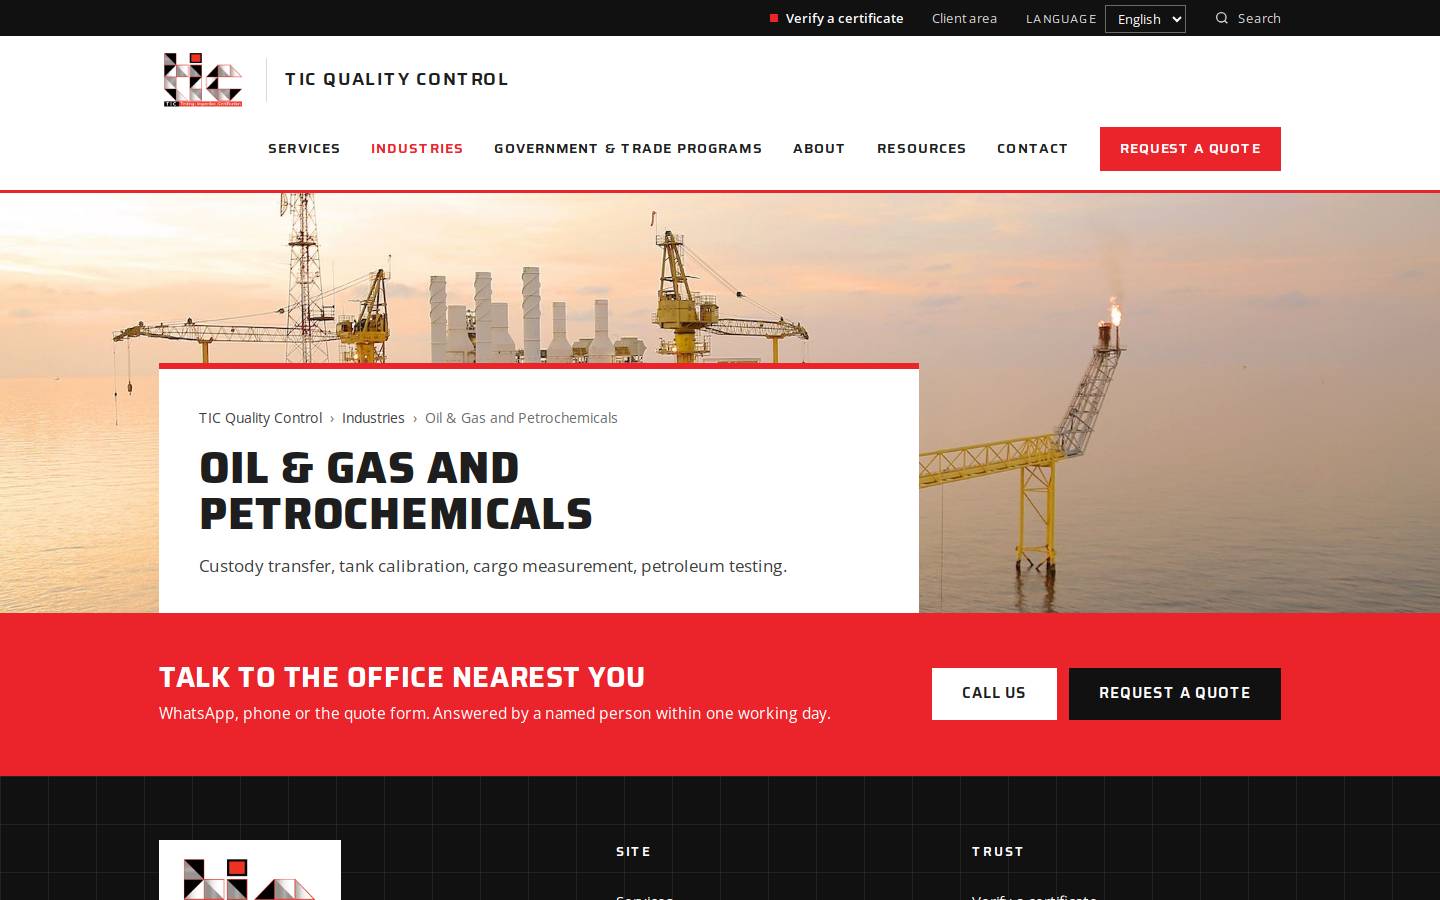 Verify a certificate
Client area
LANGUAGE
English
Search
TIC QUALITY CONTROL
SERVICES
INDUSTRIES
GOVERNMENT & TRADE PROGRAMS
ABOUT
RESOURCES
CONTACT
REQUEST A QUOTE
TIC Quality Control › Industries › Oil & Gas and Petrochemicals
OIL & GAS AND
PETROCHEMICALS
Custody transfer, tank calibration, cargo measurement, petroleum testing.
TALK TO THE OFFICE NEAREST YOU
WhatsApp, phone or the quote form. Answered by a named person within one working day.
CALL US
REQUEST A QUOTE
SITE
TRUST
Services
Verify a certificate